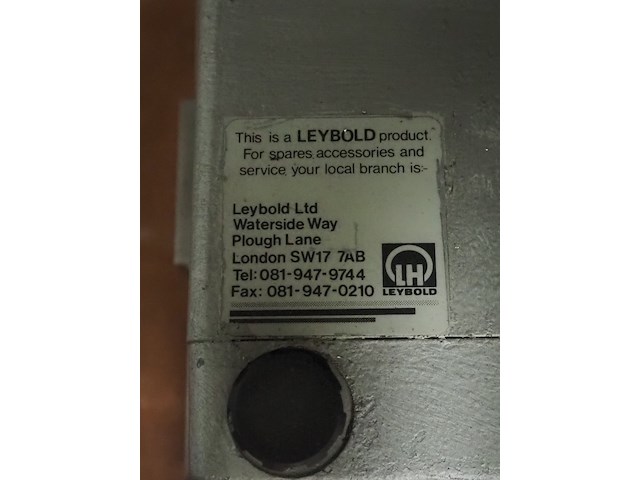 This is a LEYBOLD product.
For spares, accessories and
service, your local branch is:-
Leybold Ltd
Waterside Way
Plough Lane
London SW17 7AB
Tel: 081-947-9744
Fax: 081-947-0210
LH
LEYBOLD